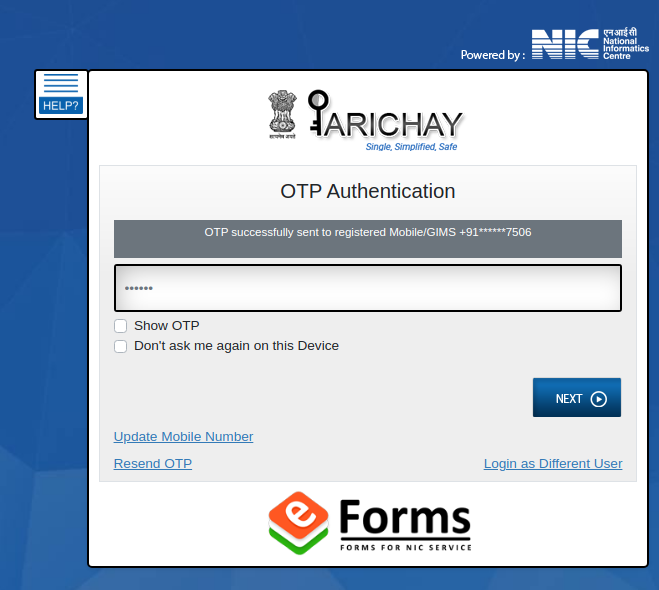 Powered by :
NIC
एनआईसी
National
Informatics
Centre
HELP?
सत्यमेव जयते
PARICHAY
Single, Simplified, Safe
OTP Authentication
OTP successfully sent to registered Mobile/GIMS +91******7506
••••••
Show OTP
Don't ask me again on this Device
NEXT
Update Mobile Number
Resend OTP
Login as Different User
e Forms
FORMS FOR NIC SERVICE